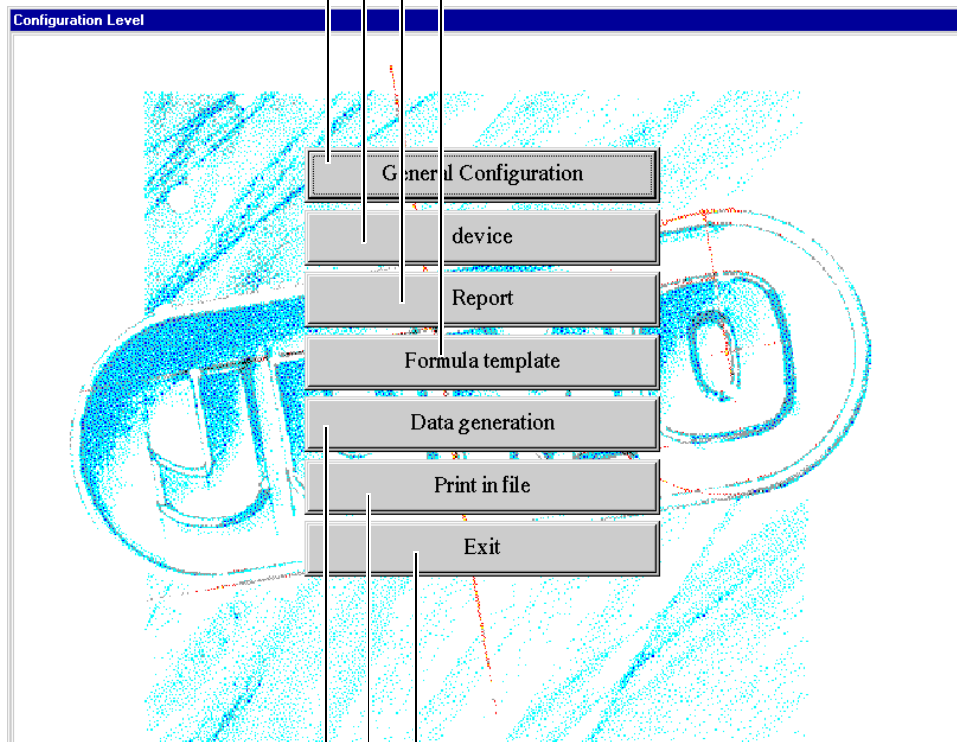 Configuration Level
General Configuration
device
Report
Formula template
Data generation
Print in file
Exit